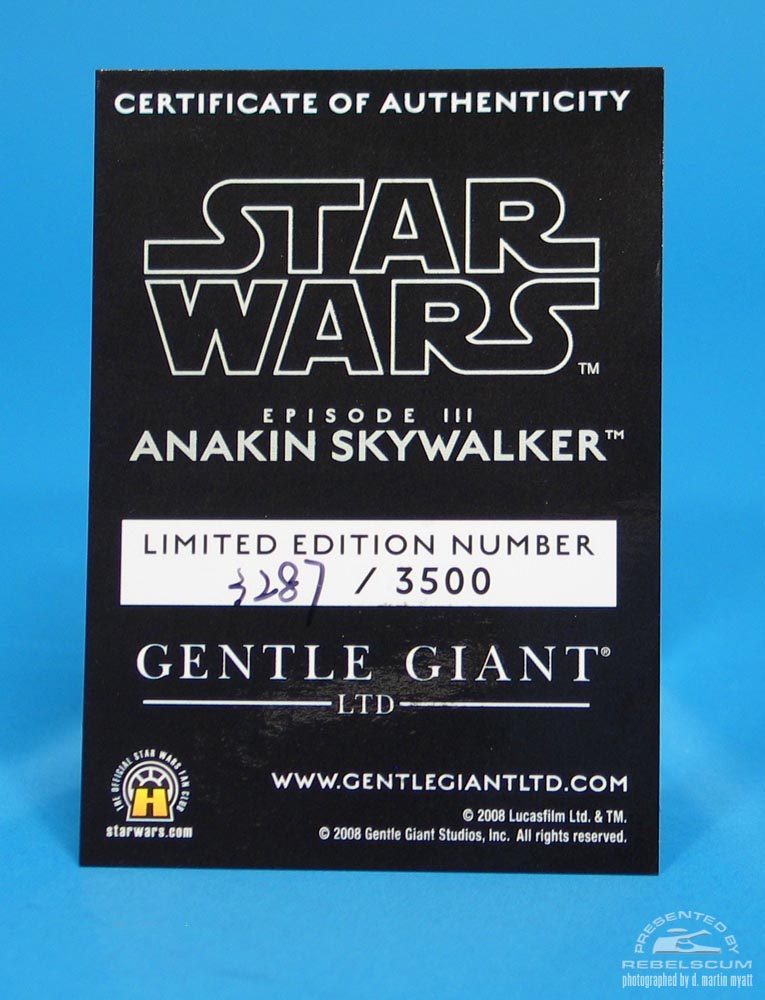 CERTIFICATE OF AUTHENTICITY
STAR
WARS™
EPISODE III
ANAKIN SKYWALKER™
LIMITED EDITION NUMBER
3287 / 3500
GENTLE GIANT®
LTD
WWW.GENTLEGIANTLTD.COM
THE OFFICIAL STAR WARS FAN CLUB
H
starwars.com
© 2008 Lucasfilm Ltd. & TM.
© 2008 Gentle Giant Studios, Inc. All rights reserved.
PRESENTED BY
REBELSCUM
photographed by d. martin myatt